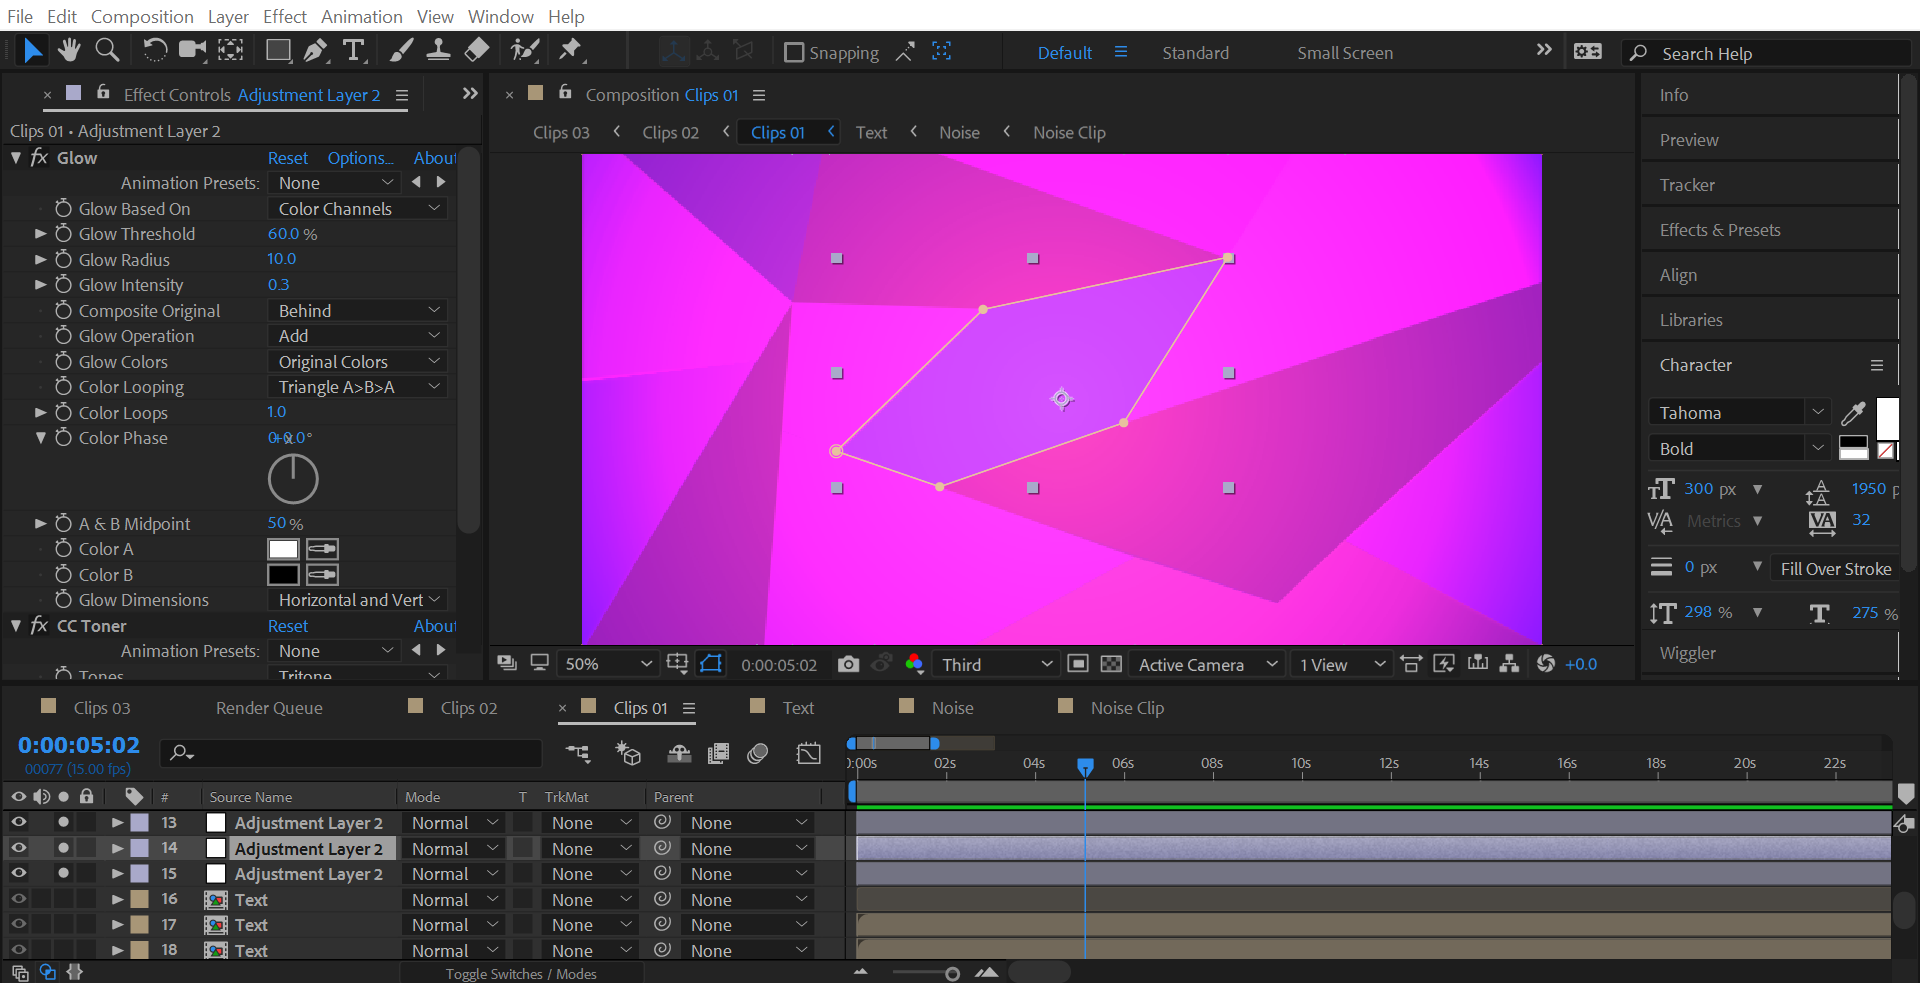 File Edit Composition Layer Effect Animation View Window Help
Snapping Default Standard Small Screen Search Help
Effect Controls Adjustment Layer 2
Composition Clips 01
Info
Clips 01 • Adjustment Layer 2
Clips 03 Clips 02 Clips 01 Text Noise Noise Clip
Preview
Tracker
Effects & Presets
Align
Libraries
Character
fx Glow Reset Options... About
Animation Presets: None
Glow Based On Color Channels
Glow Threshold 60.0 %
Glow Radius 10.0
Glow Intensity 0.3
Composite Original Behind
Glow Operation Add
Glow Colors Original Colors
Color Looping Triangle A>B>A
Color Loops 1.0
Color Phase 0 x +0.0°
A & B Midpoint 50 %
Color A
Color B
Glow Dimensions Horizontal and Vert
fx CC Toner Reset About
Animation Presets: None
Tones Tritone
Tahoma
Bold
300 px 1950
Metrics 32
0 px Fill Over Stroke
298 % 275 %
Wiggler
50% 0:00:05:02 Third Active Camera 1 View +0.0
Clips 03 Render Queue Clips 02 Clips 01 Text Noise Noise Clip
0:00:05:02
00077 (15.00 fps)
0:00s 02s 04s 06s 08s 10s 12s 14s 16s 18s 20s 22s
# Source Name Mode T TrkMat Parent
13 Adjustment Layer 2 Normal None None
14 Adjustment Layer 2 Normal None None
15 Adjustment Layer 2 Normal None None
16 Text Normal None None
17 Text Normal None None
18 Text Normal None None
Toggle Switches / Modes